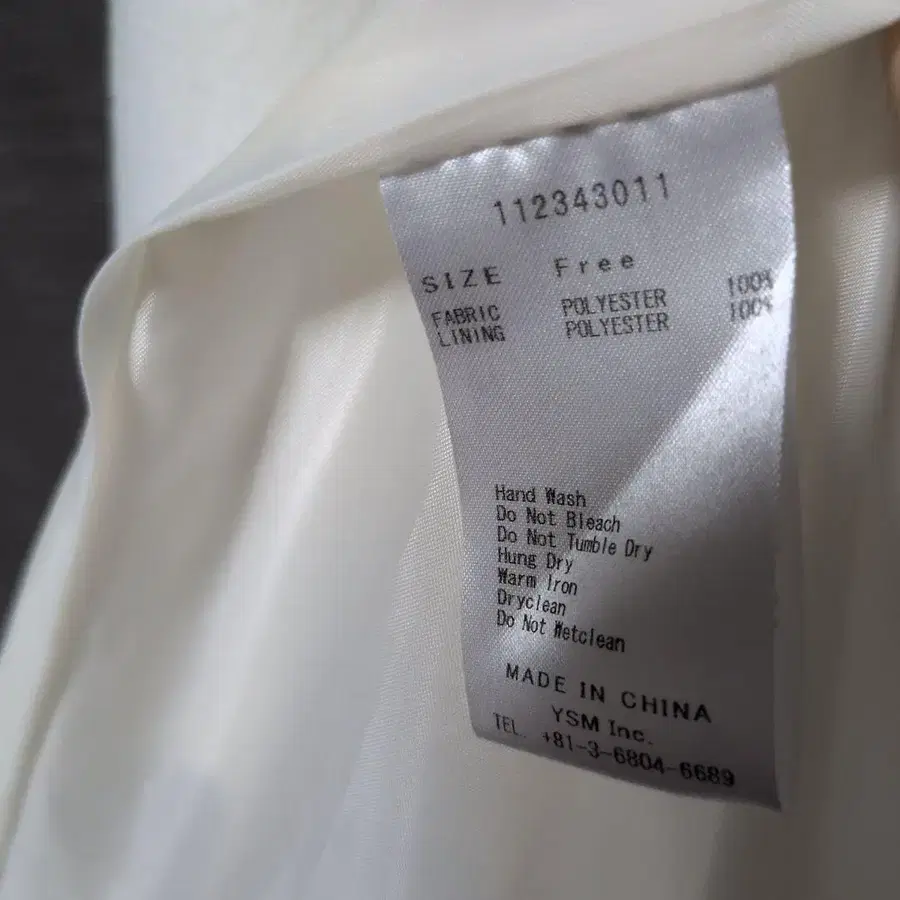 112343011
SIZE Free
FABRIC POLYESTER 100%
LINING POLYESTER 100%
Hand Wash
Do Not Bleach
Do Not Tumble Dry
Hung Dry
Warm Iron
Dryclean
Do Not Wetclean
MADE IN CHINA
YSM Inc.
TEL. +81-3-6804-6689